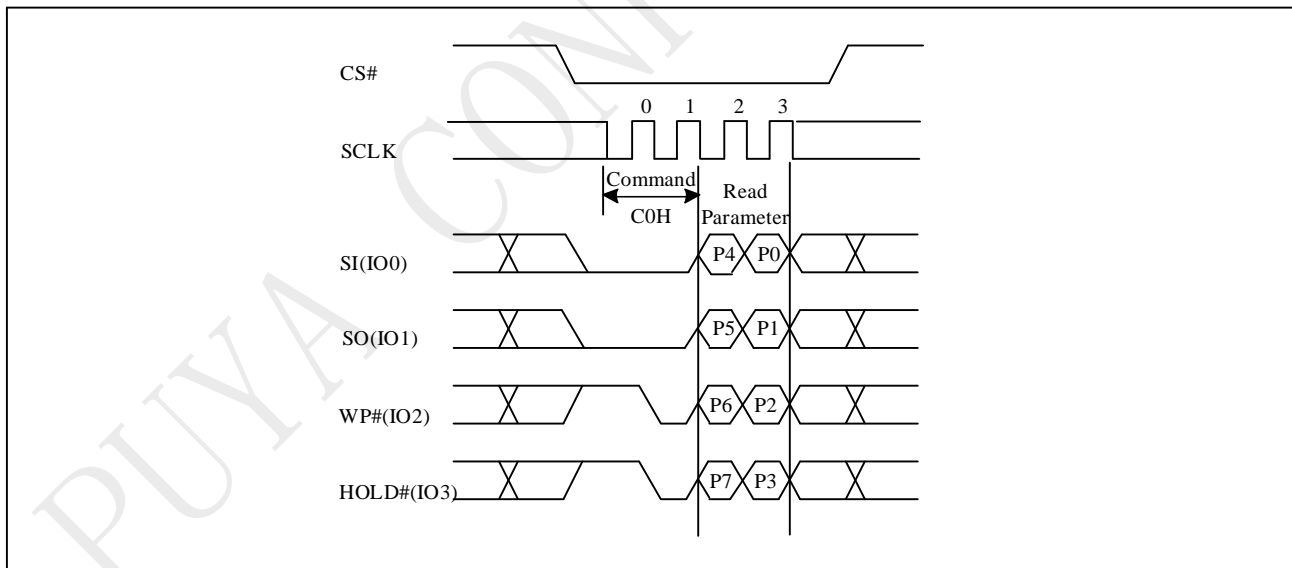 CS#
0 1 2 3
SCLK
Command
C0H
Read
Parameter
SI(IO0)
P4 P0
SO(IO1)
P5 P1
WP#(IO2)
P6 P2
HOLD#(IO3)
P7 P3
PUYA CONF